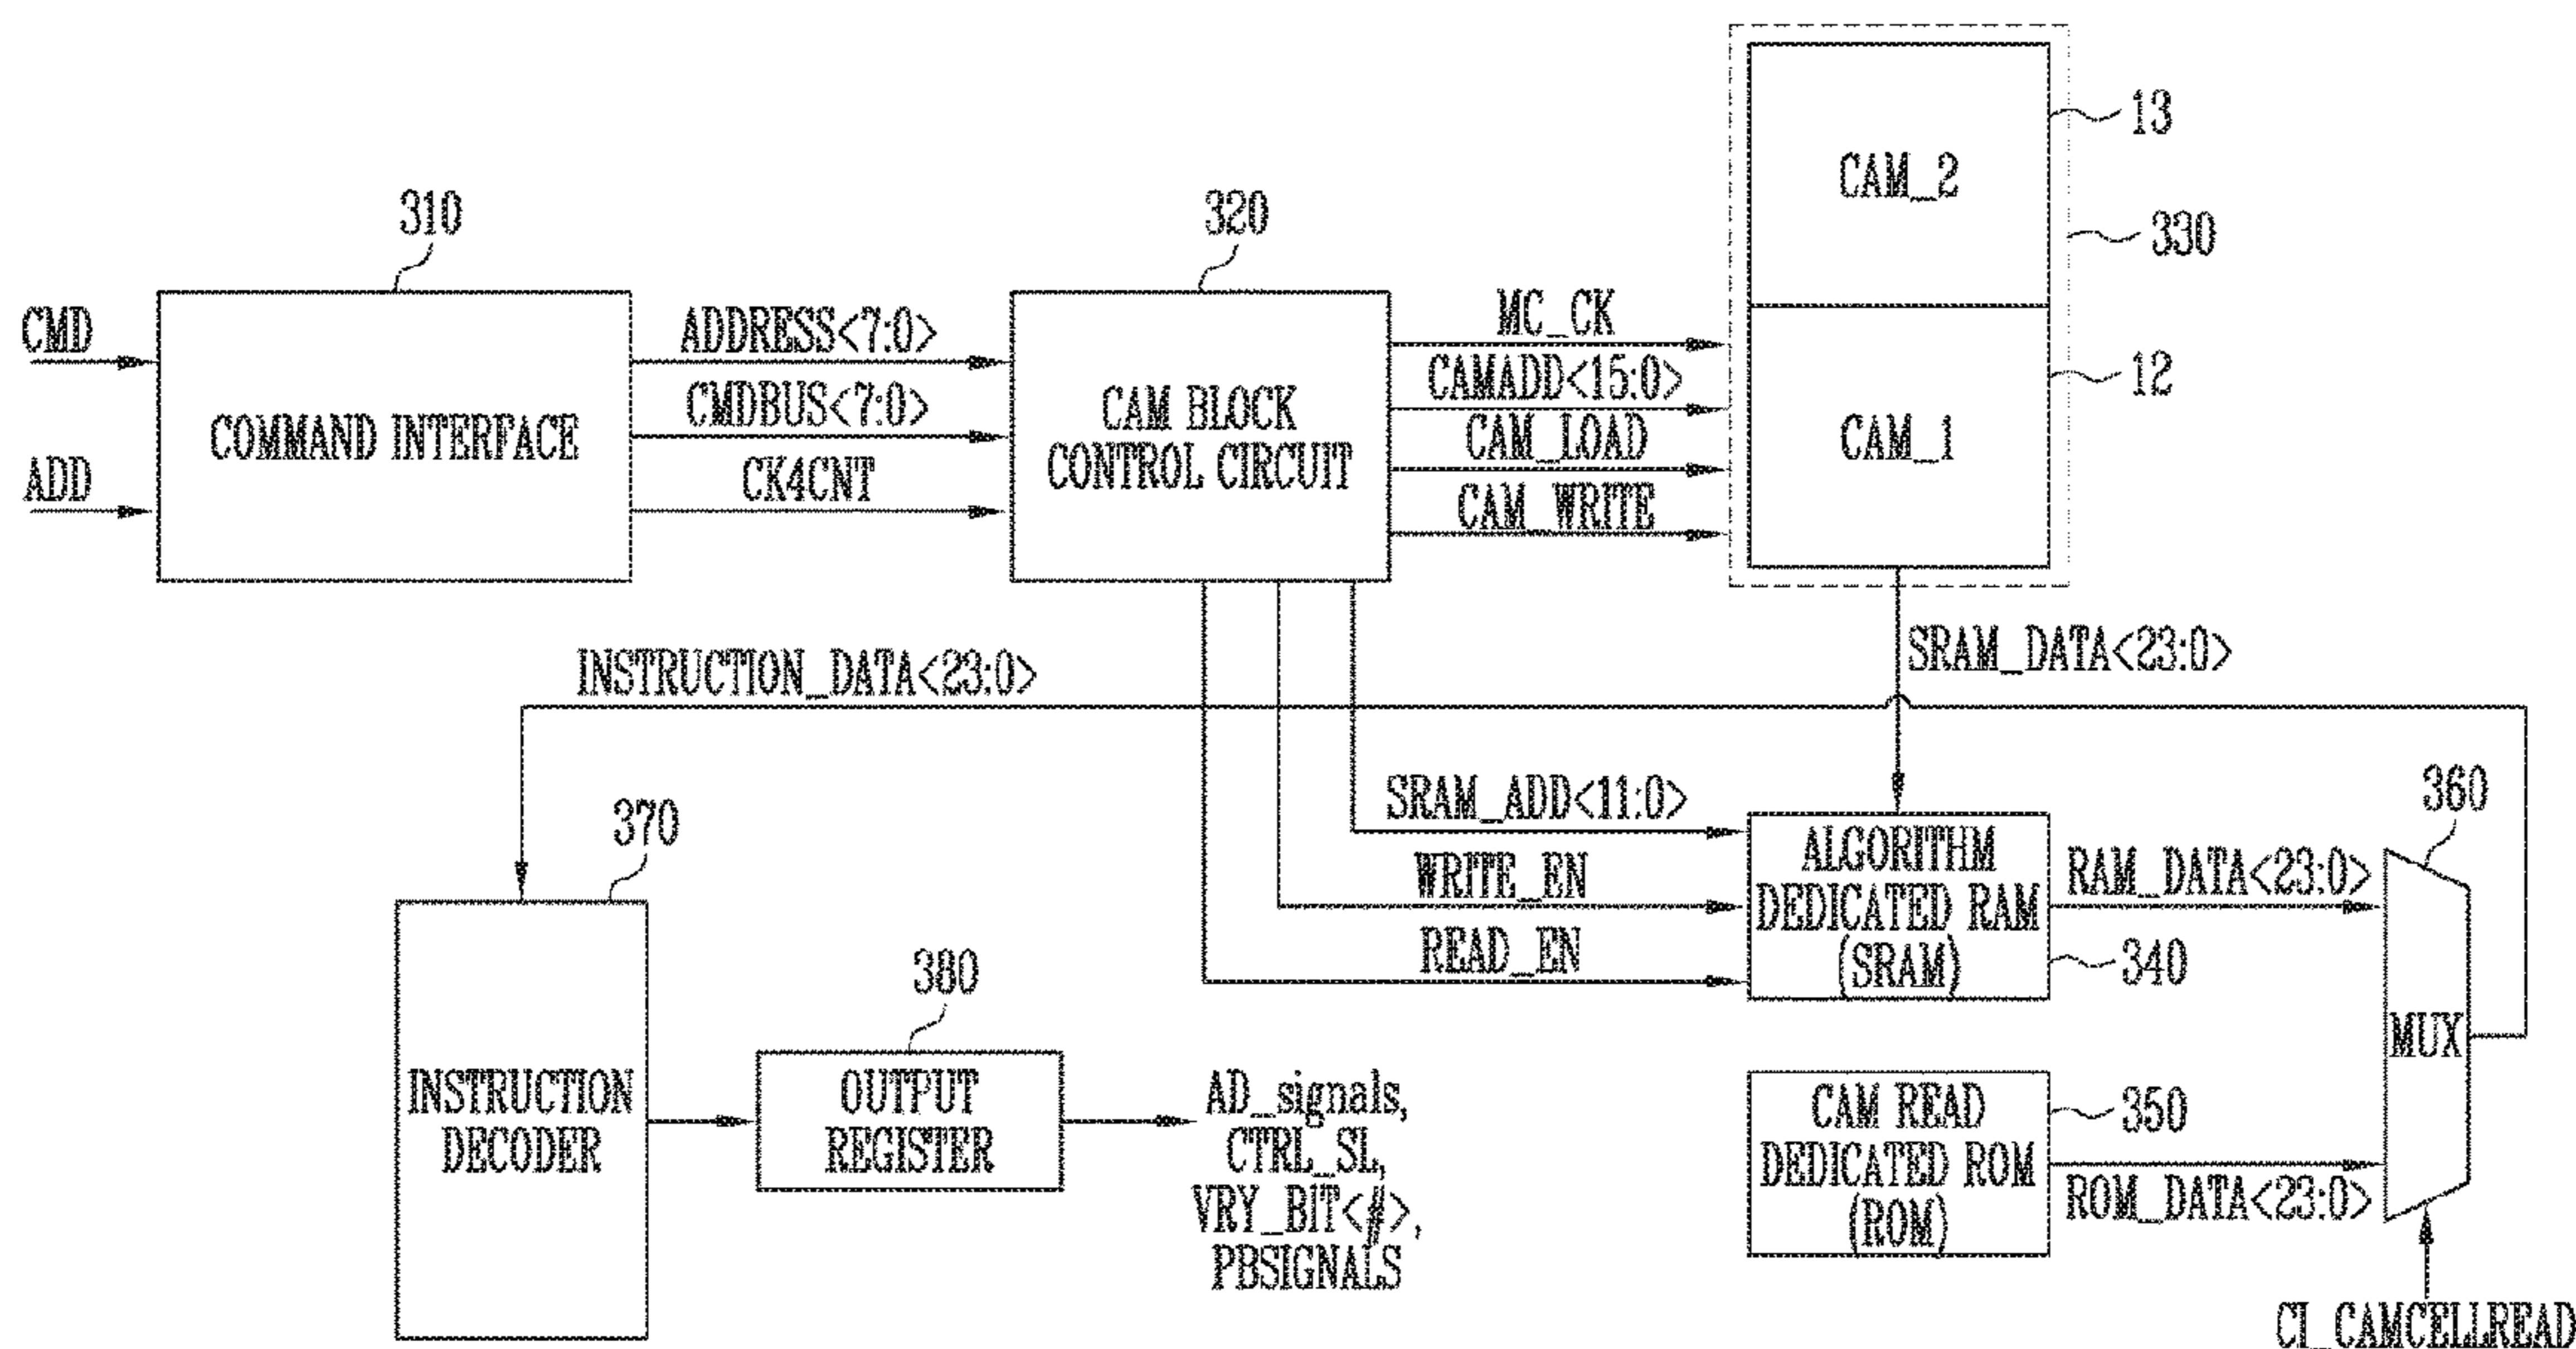 13
CAM_2
310
320
330
CMD
ADDRESS<7:0>
MC_CK
CAMADD<15:0>
12
CMDBUS<7:0>
CAM BLOCK
CONTROL CIRCUIT
COMMAND INTERFACE
CAM_LOAD
CAM_1
ADD
CK4CNT
CAM_WRITE
INSTRUCTION_DATA<23:0>
SRAM_DATA<23:0>
370
SRAM_ADD<11:0>
360
ALGORITHM
DEDICATED RAM
(SRAM)
WRITE_EN
RAM_DATA<23:0>
READ_EN
340
380
MUX
INSTRUCTION
DECODER
OUTPUT
REGISTER
AD_signals,
CTRL_SL,
VRY_BIT<#>,
PBSIGNALS
CAM READ
DEDICATED ROM
(ROM)
350
ROM_DATA<23:0>
CI_CAMCELLREAD